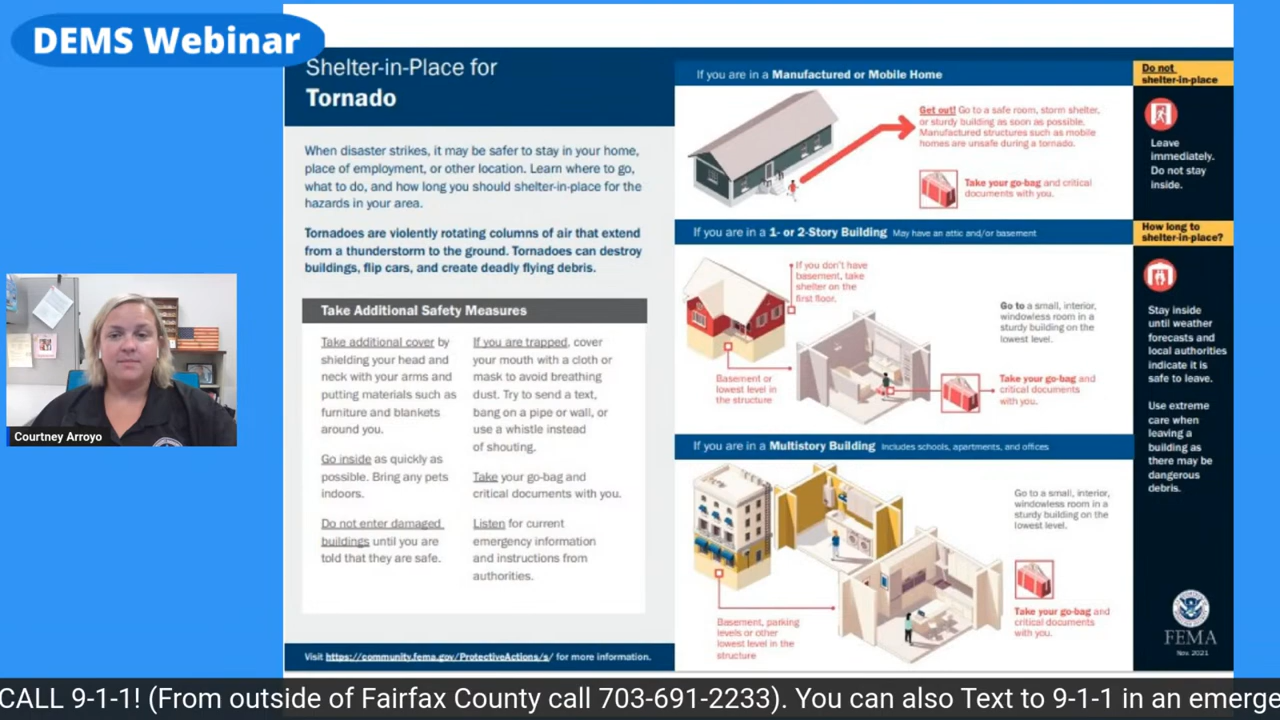 DEMS Webinar
Shelter-in-Place for
Tornado
When disaster strikes, it may be safer to stay in your home,
place of employment, or other location. Learn where to go,
what to do, and how long you should shelter-in-place for the
hazards in your area.
Tornadoes are violently rotating columns of air that extend
from a thunderstorm to the ground. Tornadoes can destroy
buildings, flip cars, and create deadly flying debris.
Take Additional Safety Measures
Take additional cover by
shielding your head and
neck with your arms and
putting materials such as
furniture and blankets
around you.
Go inside as quickly as
possible. Bring any pets
indoors.
Do not enter damaged
buildings until you are
told that they are safe.
If you are trapped, cover
your mouth with a cloth or
mask to avoid breathing
dust. Try to send a text,
bang on a pipe or wall, or
use a whistle instead
of shouting.
Take your go-bag and
critical documents with you.
Listen for current
emergency information
and instructions from
authorities.
Visit https://community.fema.gov/ProtectiveActions/s/ for more information.
If you are in a Manufactured or Mobile Home
Get out! Go to a safe room, storm shelter,
or sturdy building as soon as possible.
Manufactured structures such as mobile
homes are unsafe during a tornado.
Take your go-bag and critical
documents with you.
Do not
shelter-in-place
Leave
immediately.
Do not stay
inside.
If you are in a 1- or 2-Story Building May have an attic and/or basement
If you don't have
basement, take
shelter on the
first floor.
Basement or
lowest level in
the structure
Go to a small, interior,
windowless room in a
sturdy building on the
lowest level.
Take your go-bag and
critical documents
with you.
How long to
shelter-in-place?
Stay inside
until weather
forecasts and
local authorities
indicate it is
safe to leave.
Use extreme
care when
leaving a
building as
there may be
dangerous
debris.
If you are in a Multistory Building Includes schools, apartments, and offices
Basement, parking
levels or other
lowest level in the
structure
Go to a small, interior,
windowless room in a
sturdy building on the
lowest level.
Take your go-bag and
critical documents
with you.
FEMA
Nov. 2021
Courtney Arroyo
CALL 9-1-1! (From outside of Fairfax County call 703-691-2233). You can also Text to 9-1-1 in an emerge